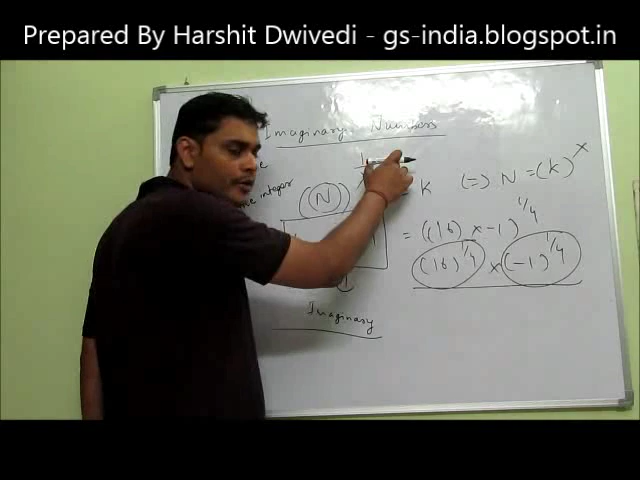 Prepared By Harshit Dwivedi - gs-india.blogspot.in
Imaginary Numbers
integer
(N) k (=> N = (k)^x
= ((16) x -1)^1/4
(16)^1/4 x (-1)^1/4
Imaginary